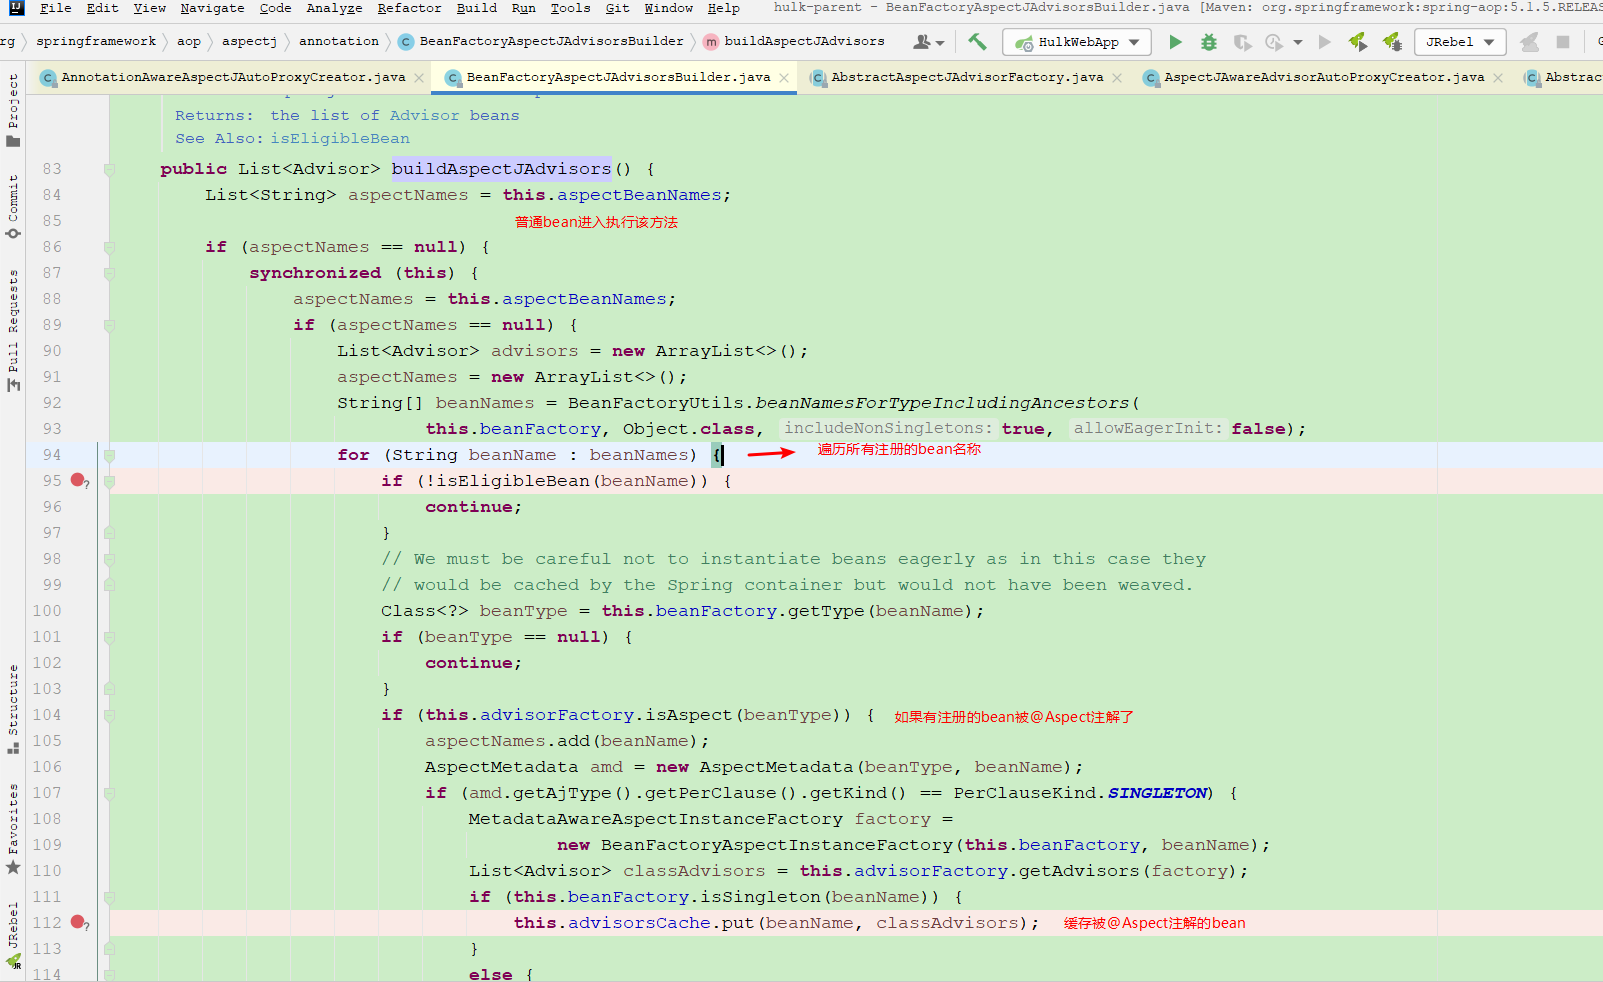 File Edit View Navigate Code Analyze Refactor Build Run Tools Git Window Help hulk-parent - BeanFactoryAspectJAdvisorsBuilder.java [Maven: org.springframework:spring-aop:5.1.5.RELEAS
rg springframework aop aspectj annotation BeanFactoryAspectJAdvisorsBuilder buildAspectJAdvisors HulkWebApp JRebel
AnnotationAwareAspectJAutoProxyCreator.java BeanFactoryAspectJAdvisorsBuilder.java AbstractAspectJAdvisorFactory.java AspectJAwareAdvisorAutoProxyCreator.java Abstrac
Project
Commit
Pull Requests
Structure
Favorites
JRebel
Returns: the list of Advisor beans
See Also: isEligibleBean
83 public List<Advisor> buildAspectJAdvisors() {
84 List<String> aspectNames = this.aspectBeanNames;
85 普通bean进入执行该方法
86 if (aspectNames == null) {
87 synchronized (this) {
88 aspectNames = this.aspectBeanNames;
89 if (aspectNames == null) {
90 List<Advisor> advisors = new ArrayList<>();
91 aspectNames = new ArrayList<>();
92 String[] beanNames = BeanFactoryUtils.beanNamesForTypeIncludingAncestors(
93 this.beanFactory, Object.class, includeNonSingletons: true, allowEagerInit: false);
94 for (String beanName : beanNames) { 遍历所有注册的bean名称
95 if (!isEligibleBean(beanName)) {
96 continue;
97 }
98 // We must be careful not to instantiate beans eagerly as in this case they
99 // would be cached by the Spring container but would not have been weaved.
100 Class<?> beanType = this.beanFactory.getType(beanName);
101 if (beanType == null) {
102 continue;
103 }
104 if (this.advisorFactory.isAspect(beanType)) { 如果有注册的bean被@Aspect注解了
105 aspectNames.add(beanName);
106 AspectMetadata amd = new AspectMetadata(beanType, beanName);
107 if (amd.getAjType().getPerClause().getKind() == PerClauseKind.SINGLETON) {
108 MetadataAwareAspectInstanceFactory factory =
109 new BeanFactoryAspectInstanceFactory(this.beanFactory, beanName);
110 List<Advisor> classAdvisors = this.advisorFactory.getAdvisors(factory);
111 if (this.beanFactory.isSingleton(beanName)) {
112 this.advisorsCache.put(beanName, classAdvisors); 缓存被@Aspect注解的bean
113 }
114 else {